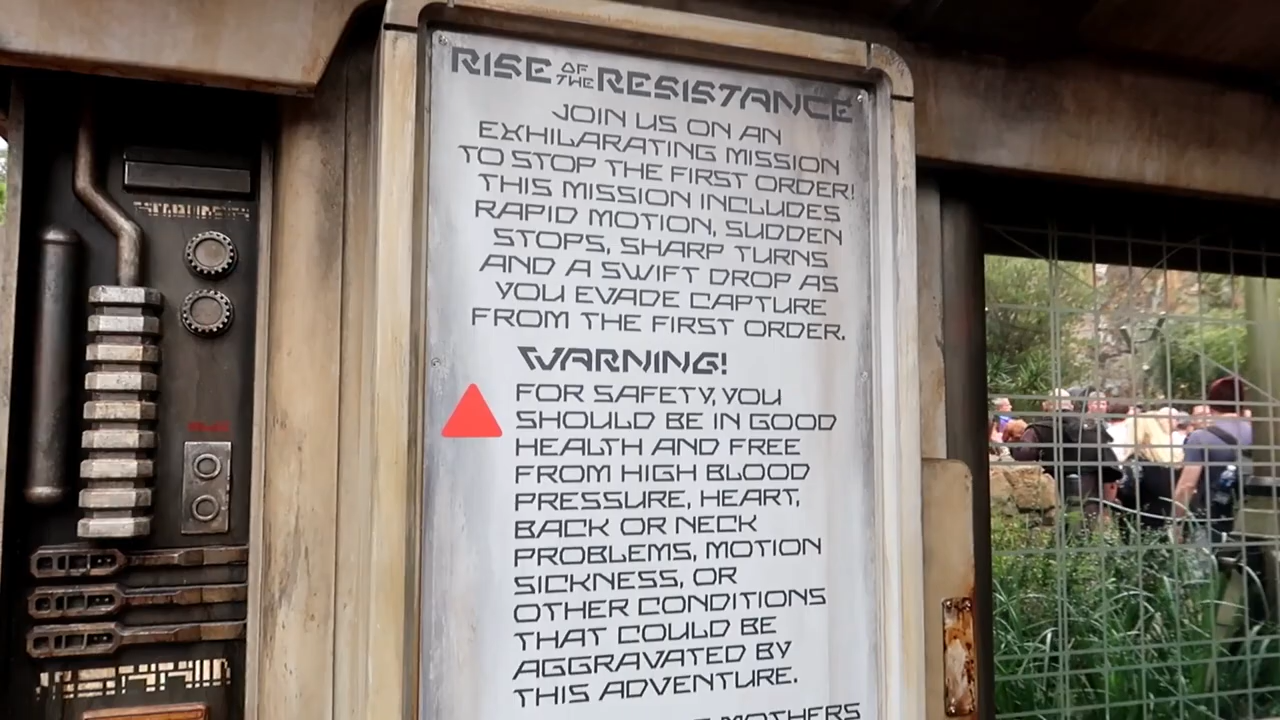 RISE OF THE RESISTANCE
JOIN US ON AN
EXHILARATING MISSION
TO STOP THE FIRST ORDER!
THIS MISSION INCLUDES
RAPID MOTION, SUDDEN
STOPS, SHARP TURNS
AND A SWIFT DROP AS
YOU EVADE CAPTURE
FROM THE FIRST ORDER.
WARNING!
FOR SAFETY, YOU
SHOULD BE IN GOOD
HEALTH AND FREE
FROM HIGH BLOOD
PRESSURE, HEART,
BACK OR NECK
PROBLEMS, MOTION
SICKNESS, OR
OTHER CONDITIONS
THAT COULD BE
AGGRAVATED BY
THIS ADVENTURE.
MOTHERS